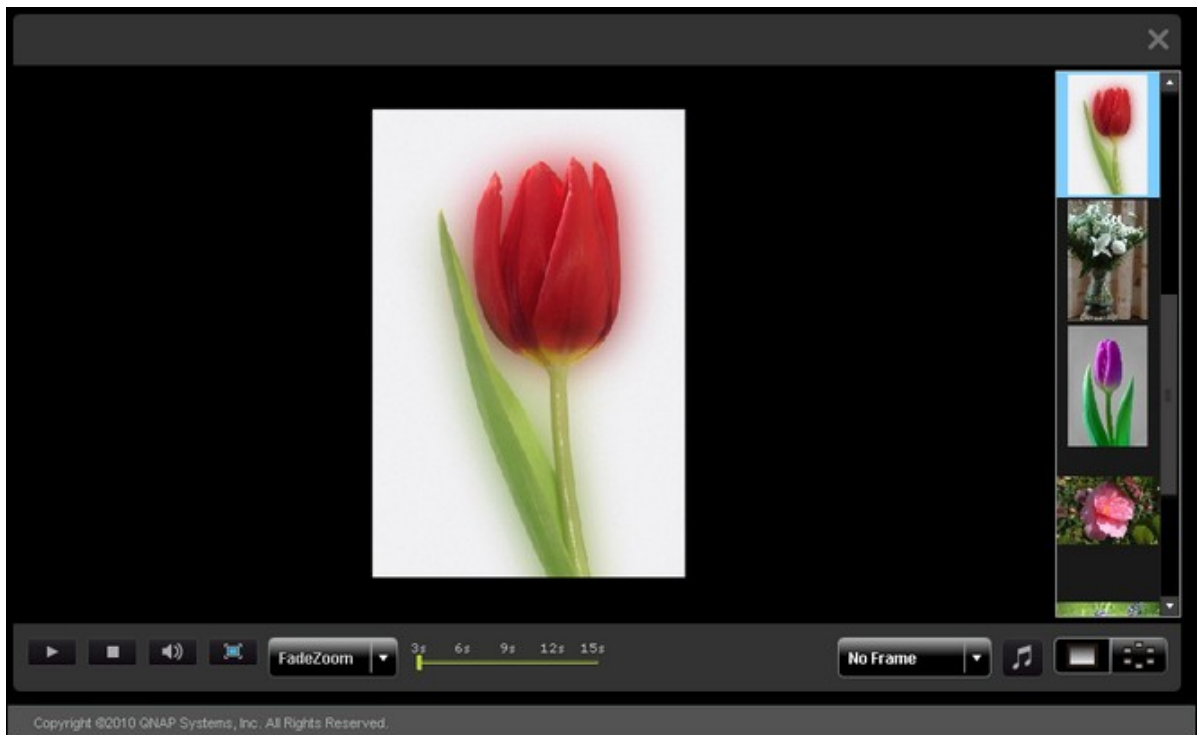 FadeZoom
3s 6s 9s 12s 15s
No Frame
Copyright ©2010 QNAP Systems, Inc. All Rights Reserved.